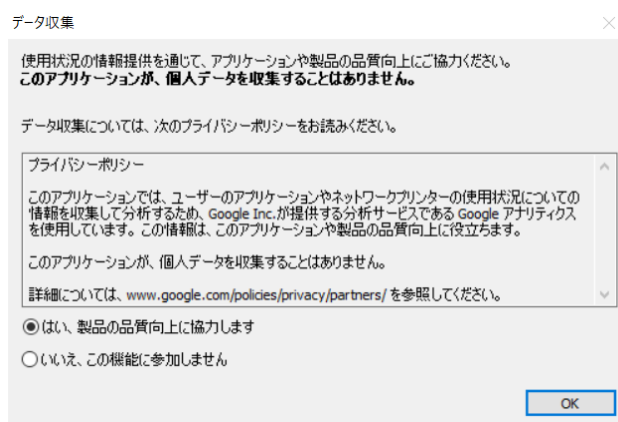 データ収集
使用状況の情報提供を通じて、アプリケーションや製品の品質向上にご協力ください。
このアプリケーションが、個人データを収集することはありません。
データ収集については、次のプライバシーポリシーをお読みください。
プライバシーポリシー
このアプリケーションでは、ユーザーのアプリケーションやネットワークプリンターの使用状況についての
情報を収集して分析するため、Google Inc.が提供する分析サービスである Google アナリティクス
を使用しています。この情報は、このアプリケーションや製品の品質向上に役立ちます。
このアプリケーションが、個人データを収集することはありません。
詳細については、www.google.com/policies/privacy/partners/ を参照してください。
はい、製品の品質向上に協力します
いいえ、この機能に参加しません
OK